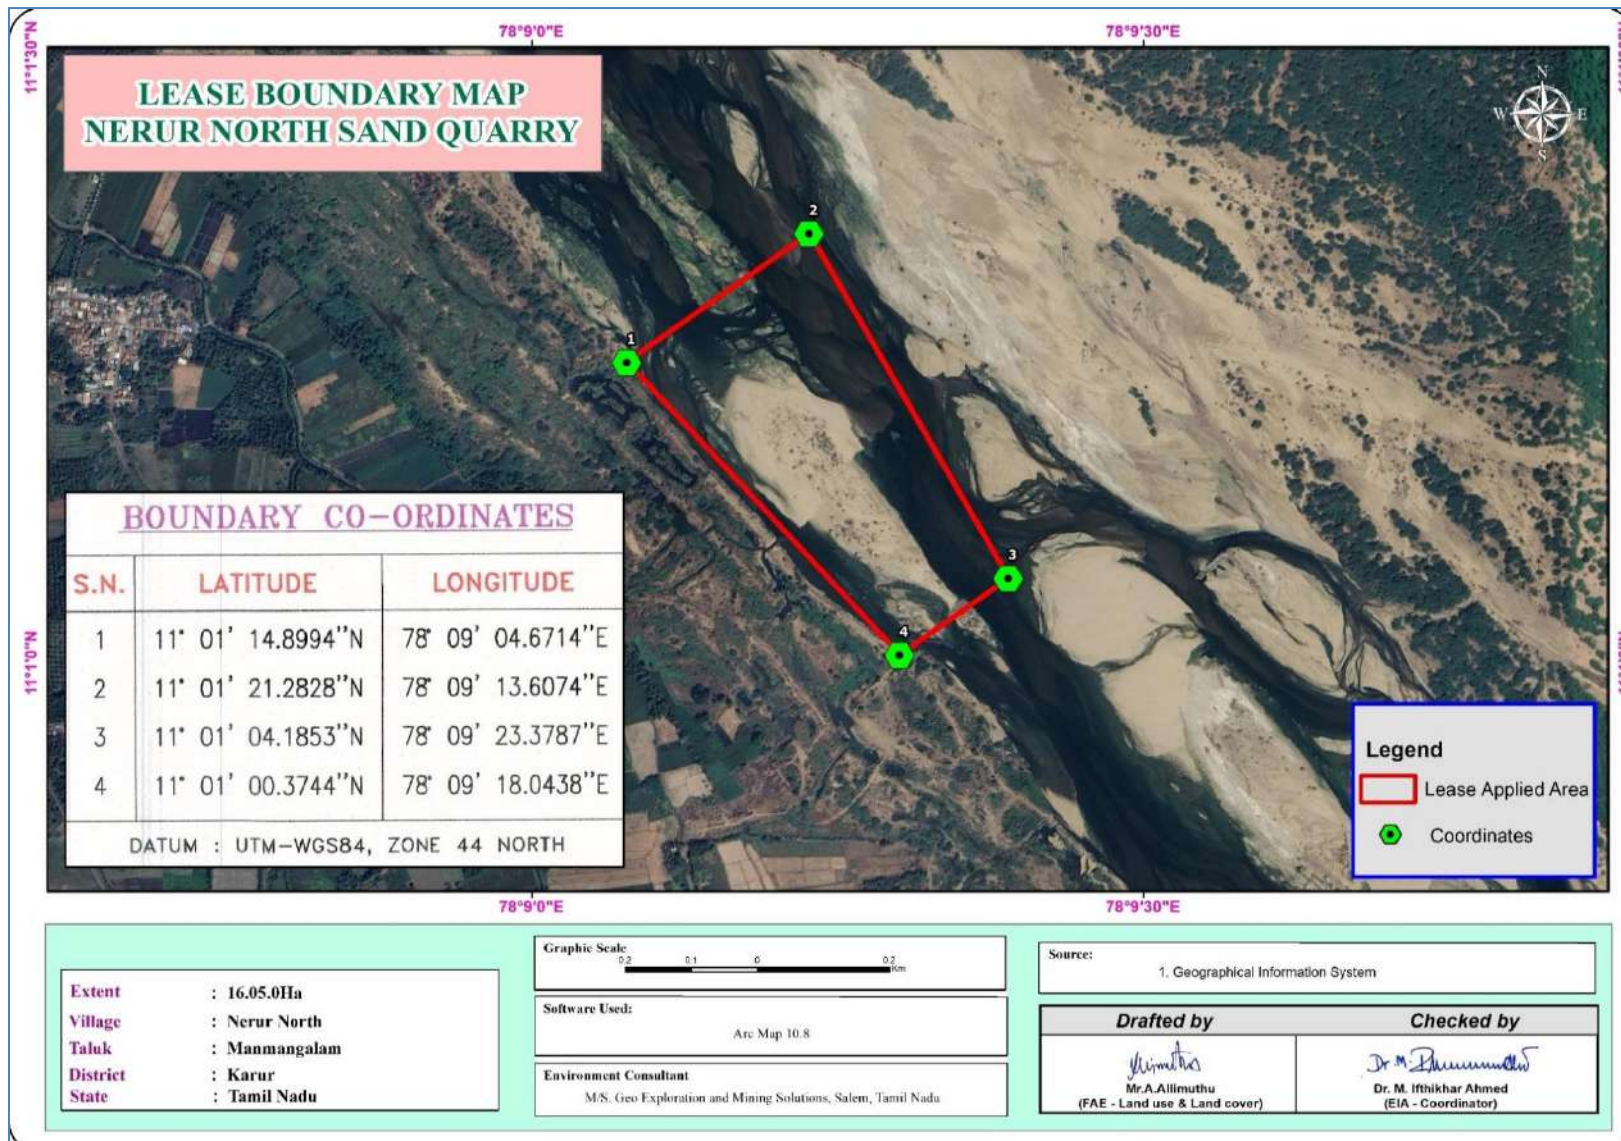 78°9'0"E
78°9'30"E
11°1'30"N
LEASE BOUNDARY MAP
NERUR NORTH SAND QUARRY
N
W E
S
2
1
3
4
BOUNDARY CO-ORDINATES
S.N. LATITUDE LONGITUDE
1 11° 01' 14.8994"N 78° 09' 04.6714"E
2 11° 01' 21.2828"N 78° 09' 13.6074"E
3 11° 01' 04.1853"N 78° 09' 23.3787"E
4 11° 01' 00.3744"N 78° 09' 18.0438"E
DATUM : UTM-WGS84, ZONE 44 NORTH
11°1'0"N
Legend
Lease Applied Area
Coordinates
78°9'0"E
78°9'30"E
Extent : 16.05.0Ha
Village : Nerur North
Taluk : Manmangalam
District : Karur
State : Tamil Nadu
Graphic Scale
0.2 0.1 0 0.2
Km
Software Used:
Arc Map 10.8
Environment Consultant
M/S. Geo Exploration and Mining Solutions, Salem, Tamil Nadu
Source:
1. Geographical Information System
Drafted by Checked by
Mr.A.Allimuthu
(FAE - Land use & Land cover)
Dr. M. Ifthikhar Ahmed
(EIA - Coordinator)